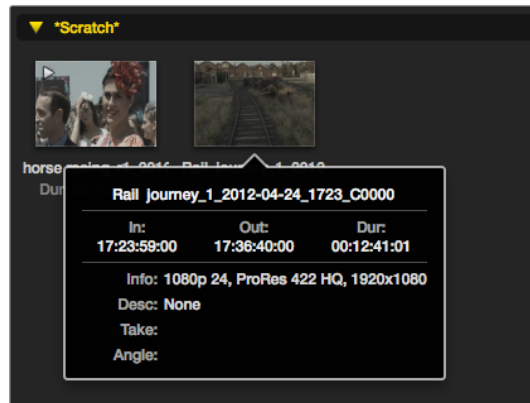 *Scratch*
horse
Rail journey_1_2012-04-24_1723_C0000
In: Out: Dur:
17:23:59:00 17:36:40:00 00:12:41:01
Info: 1080p 24, ProRes 422 HQ, 1920x1080
Desc: None
Take:
Angle: